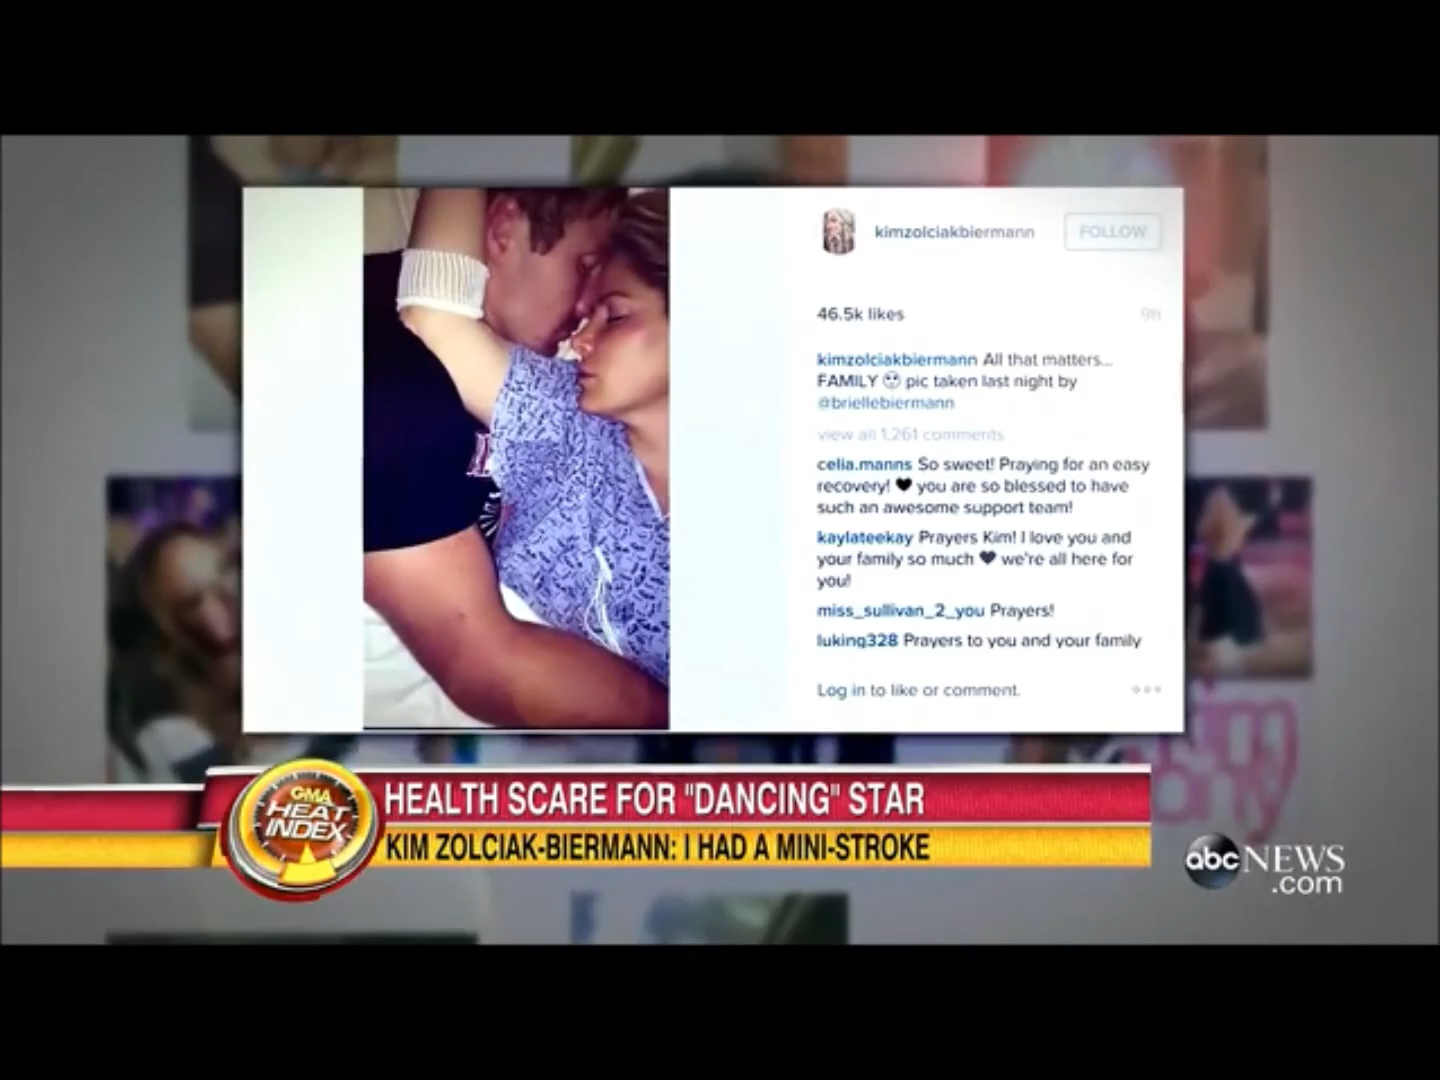 kimzolciakbiermann FOLLOW
46.5k likes 9h
kimzolciakbiermann All that matters...
FAMILY pic taken last night by
@briellebiermann
view all 1,261 comments
celia.manns So sweet! Praying for an easy
recovery! 🖤 you are so blessed to have
such an awesome support team!
kaylateekay Prayers Kim! I love you and
your family so much 🖤 we're all here for
you!
miss_sullivan_2_you Prayers!
luking328 Prayers to you and your family
Log in to like or comment.
GMA
HEAT
INDEX
HEALTH SCARE FOR "DANCING" STAR
KIM ZOLCIAK-BIERMANN: I HAD A MINI-STROKE
abc NEWS
.com